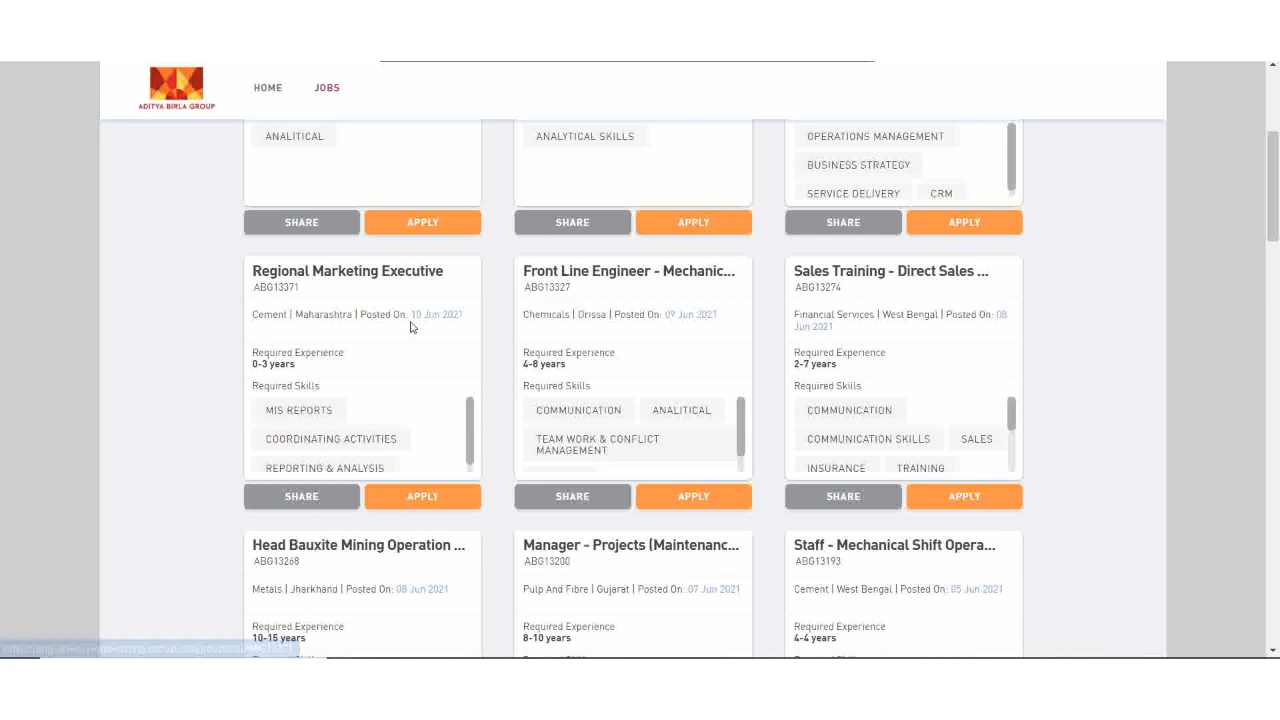 ADITYA BIRLA GROUP
HOME
JOBS
ANALITICAL
ANALYTICAL SKILLS
OPERATIONS MANAGEMENT
BUSINESS STRATEGY
SERVICE DELIVERY
CRM
SHARE
APPLY
SHARE
APPLY
SHARE
APPLY
Regional Marketing Executive
ABG13371
Cement | Maharashtra | Posted On: 10 Jun 2021
Required Experience
0-3 years
Required Skills
MIS REPORTS
COORDINATING ACTIVITIES
REPORTING & ANALYSIS
SHARE
APPLY
Front Line Engineer - Mechanic...
ABG13327
Chemicals | Orissa | Posted On: 09 Jun 2021
Required Experience
4-8 years
Required Skills
COMMUNICATION
ANALITICAL
TEAM WORK & CONFLICT
MANAGEMENT
SHARE
APPLY
Sales Training - Direct Sales ...
ABG13274
Financial Services | West Bengal | Posted On: 08
Jun 2021
Required Experience
2-7 years
Required Skills
COMMUNICATION
COMMUNICATION SKILLS
SALES
INSURANCE
TRAINING
SHARE
APPLY
Head Bauxite Mining Operation ...
ABG13268
Metals | Jharkhand | Posted On: 08 Jun 2021
Required Experience
10-15 years
Manager - Projects (Maintenanc...
ABG13200
Pulp And Fibre | Gujarat | Posted On: 07 Jun 2021
Required Experience
8-10 years
Staff - Mechanical Shift Opera...
ABG13193
Cement | West Bengal | Posted On: 05 Jun 2021
Required Experience
4-4 years